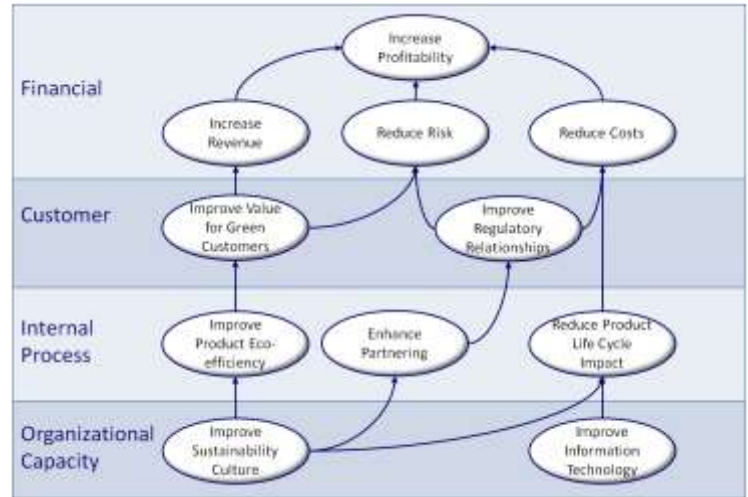 Increase
Profitability
Financial
Increase
Revenue
Reduce Risk
Reduce Costs
Customer
Improve Value
for Green
Customers
Improve
Regulatory
Relationships
Internal
Process
Improve
Product Eco-
efficiency
Enhance
Partnering
Reduce Product
Life Cycle
Impact
Organizational
Capacity
Improve
Sustainability
Culture
Improve
Information
Technology